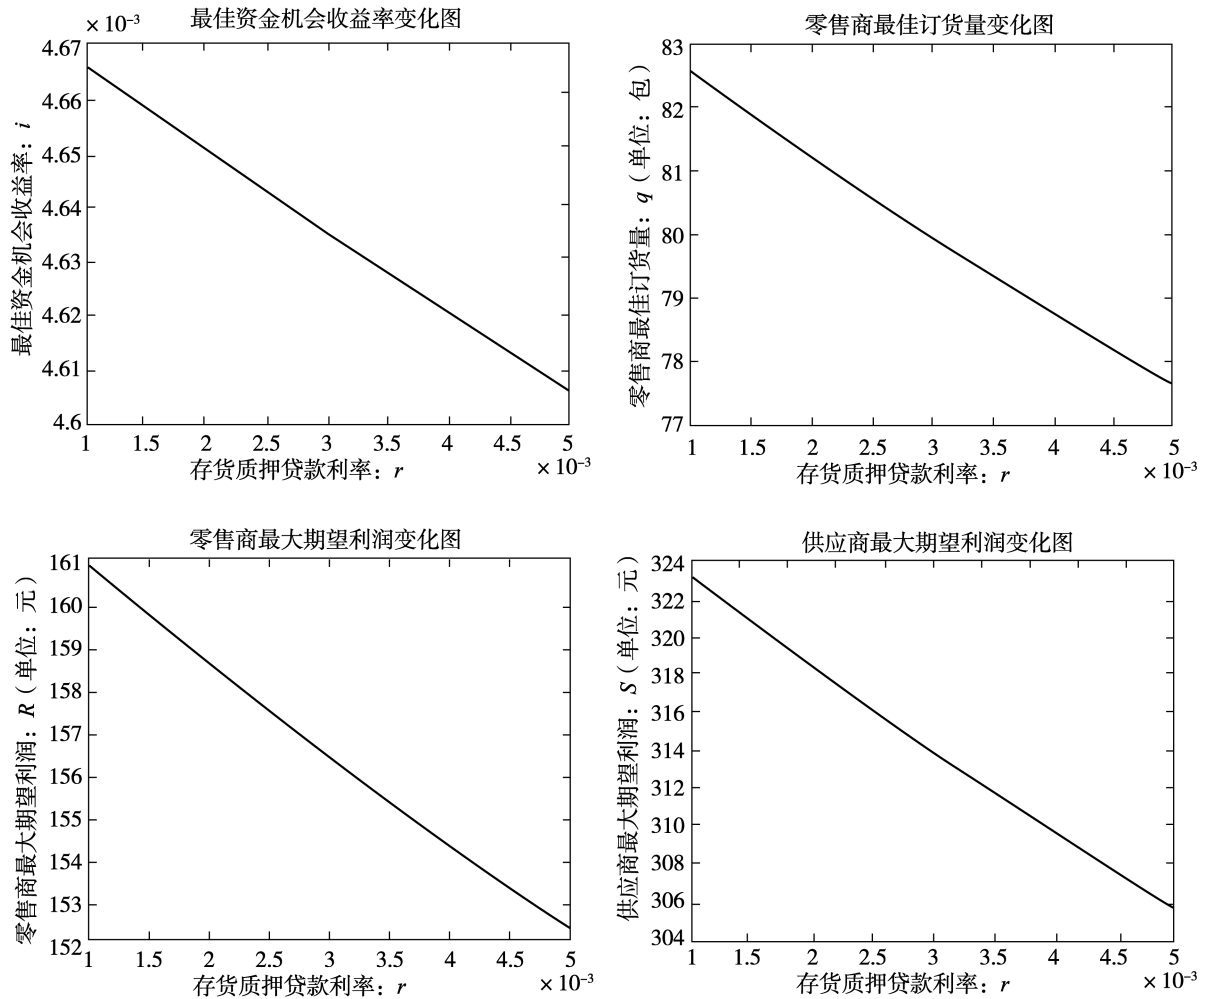 × 10⁻³
最佳资金机会收益率变化图
4.67
4.66
4.65
4.64
4.63
4.62
4.61
4.6
最佳资金机会收益率：i
1 1.5 2 2.5 3 3.5 4 4.5 5
存货质押贷款利率：r
× 10⁻³
零售商最佳订货量变化图
83
82
81
80
79
78
77
零售商最佳订货量：q（单位：包）
1 1.5 2 2.5 3 3.5 4 4.5 5
存货质押贷款利率：r
× 10⁻³
零售商最大期望利润变化图
161
160
159
158
157
156
155
154
153
152
零售商最大期望利润：R（单位：元）
1 1.5 2 2.5 3 3.5 4 4.5 5
存货质押贷款利率：r
× 10⁻³
供应商最大期望利润变化图
324
322
320
318
316
314
312
310
308
306
304
供应商最大期望利润：S（单位：元）
1 1.5 2 2.5 3 3.5 4 4.5 5
存货质押贷款利率：r
× 10⁻³